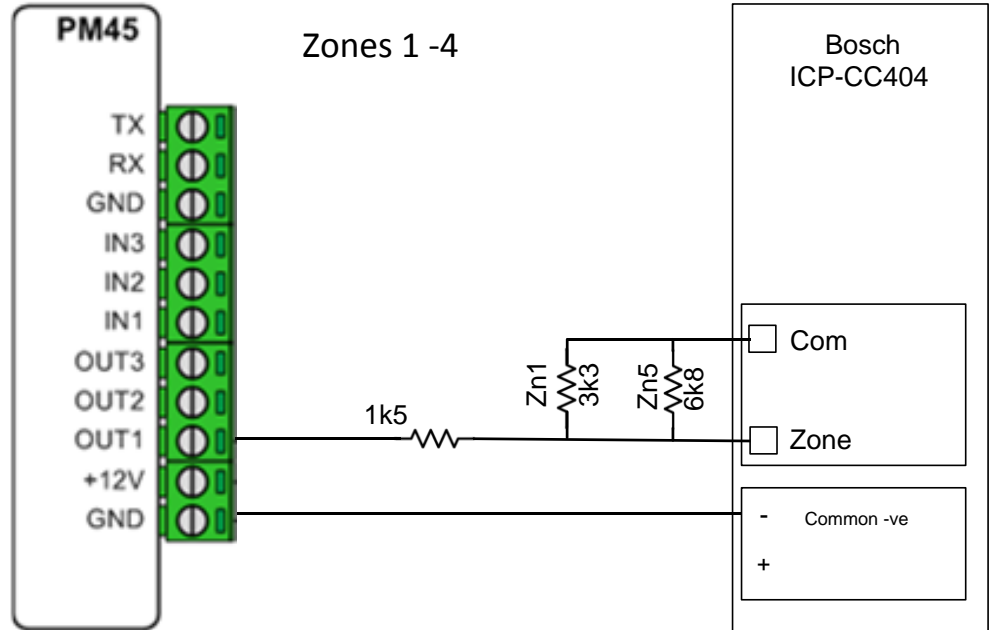 PM45
Zones 1 -4
Bosch
ICP-CC404
TX
RX
GND
IN3
IN2
IN1
OUT3
OUT2
OUT1
+12V
GND
1k5
Zn1
3k3
Zn5
6k8
Com
Zone
- Common -ve
+